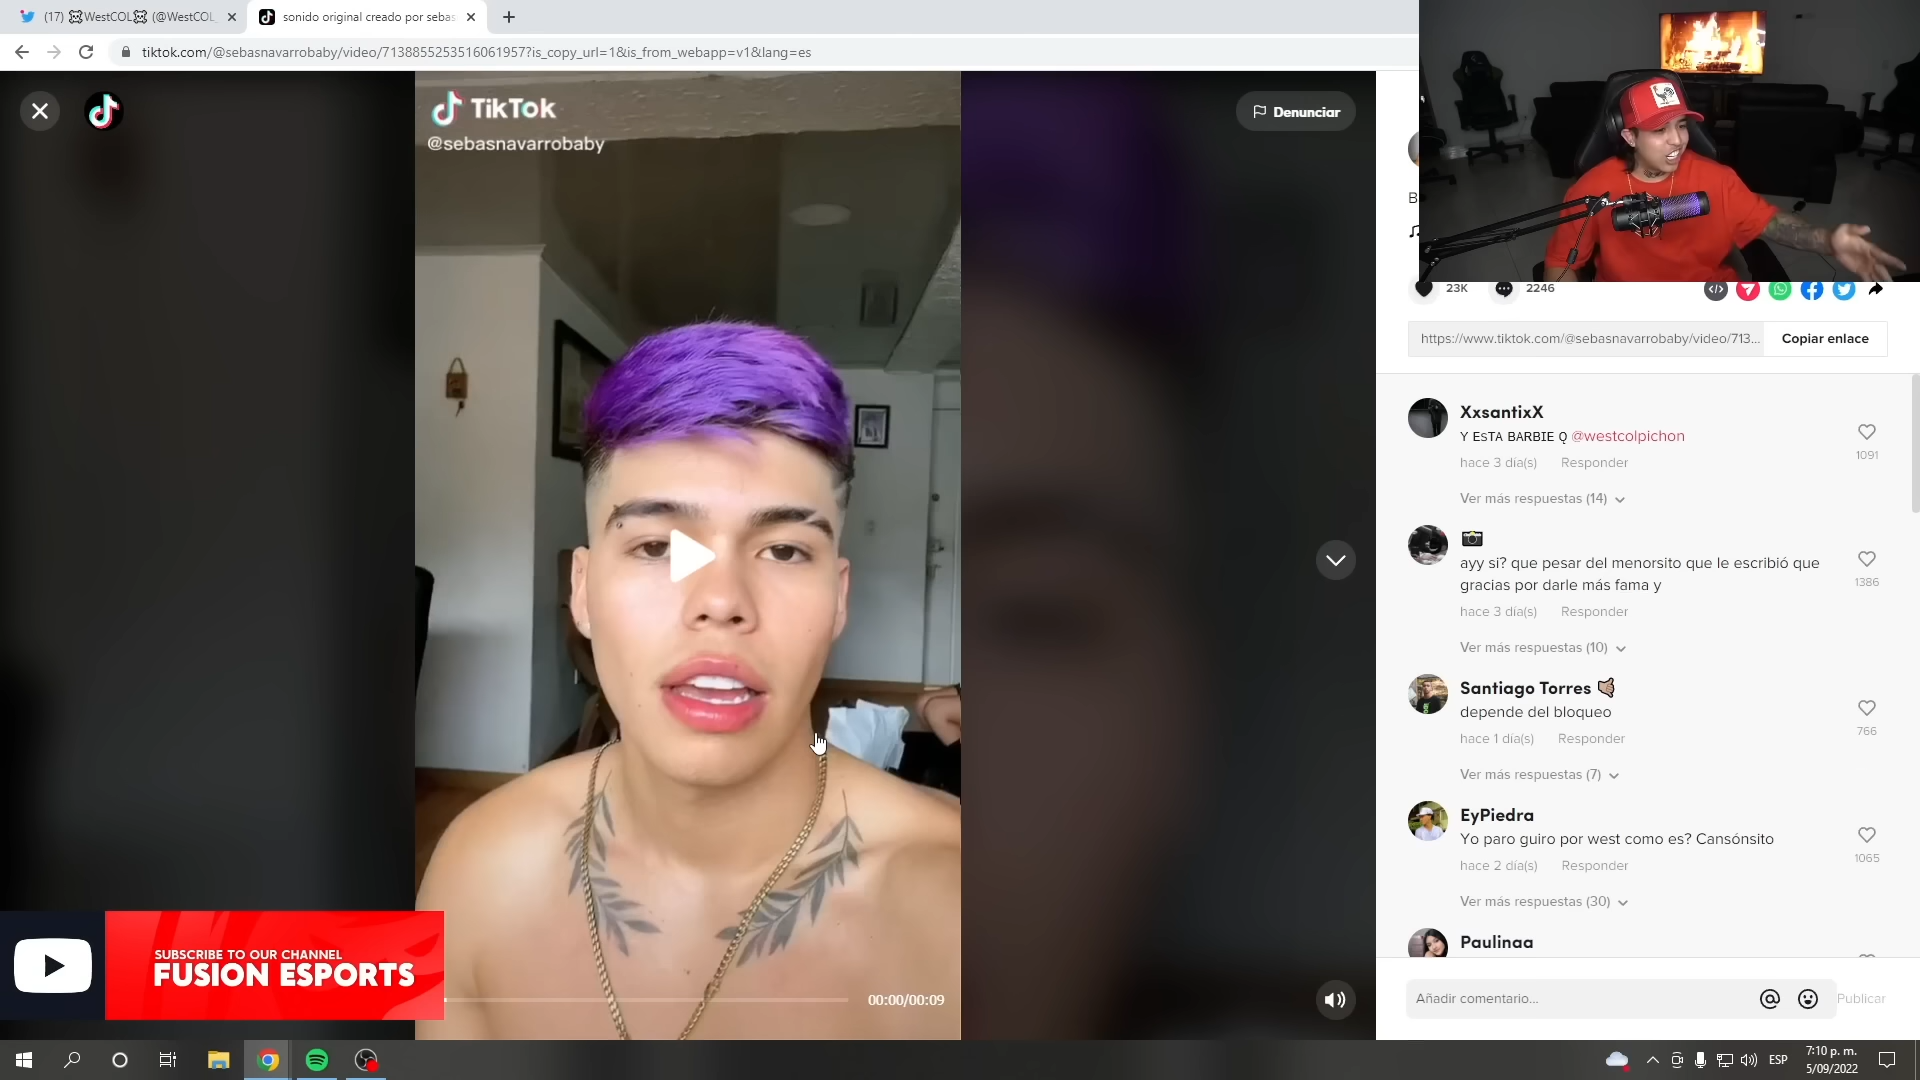 (17) ☠WestCOL☠ (@WestCOL_
sonido original creado por sebas
tiktok.com/@sebasnavarrobaby/video/7138855253516061957?is_copy_url=1&is_from_webapp=v1&lang=es
TikTok
@sebasnavarrobaby
Denunciar
B
23K
2246
https://www.tiktok.com/@sebasnavarrobaby/video/713...
Copiar enlace
XxsantixX
Y EsTA BARBIE Q @westcolpichon
hace 3 día(s)
Responder
1091
Ver más respuestas (14)
📷
ayy si? que pesar del menorsito que le escribió que
gracias por darle más fama y
1386
hace 3 día(s)
Responder
Ver más respuestas (10)
Santiago Torres 🤙🏽
depende del bloqueo
766
hace 1 día(s)
Responder
Ver más respuestas (7)
EyPiedra
Yo paro guiro por west como es? Cansónsito
1065
hace 2 día(s)
Responder
Ver más respuestas (30)
Paulinaa
SUBSCRIBE TO OUR CHANNEL
FUSION ESPORTS
00:00/00:09
Añadir comentario...
Publicar
ESP
7:10 p. m.
5/09/2022